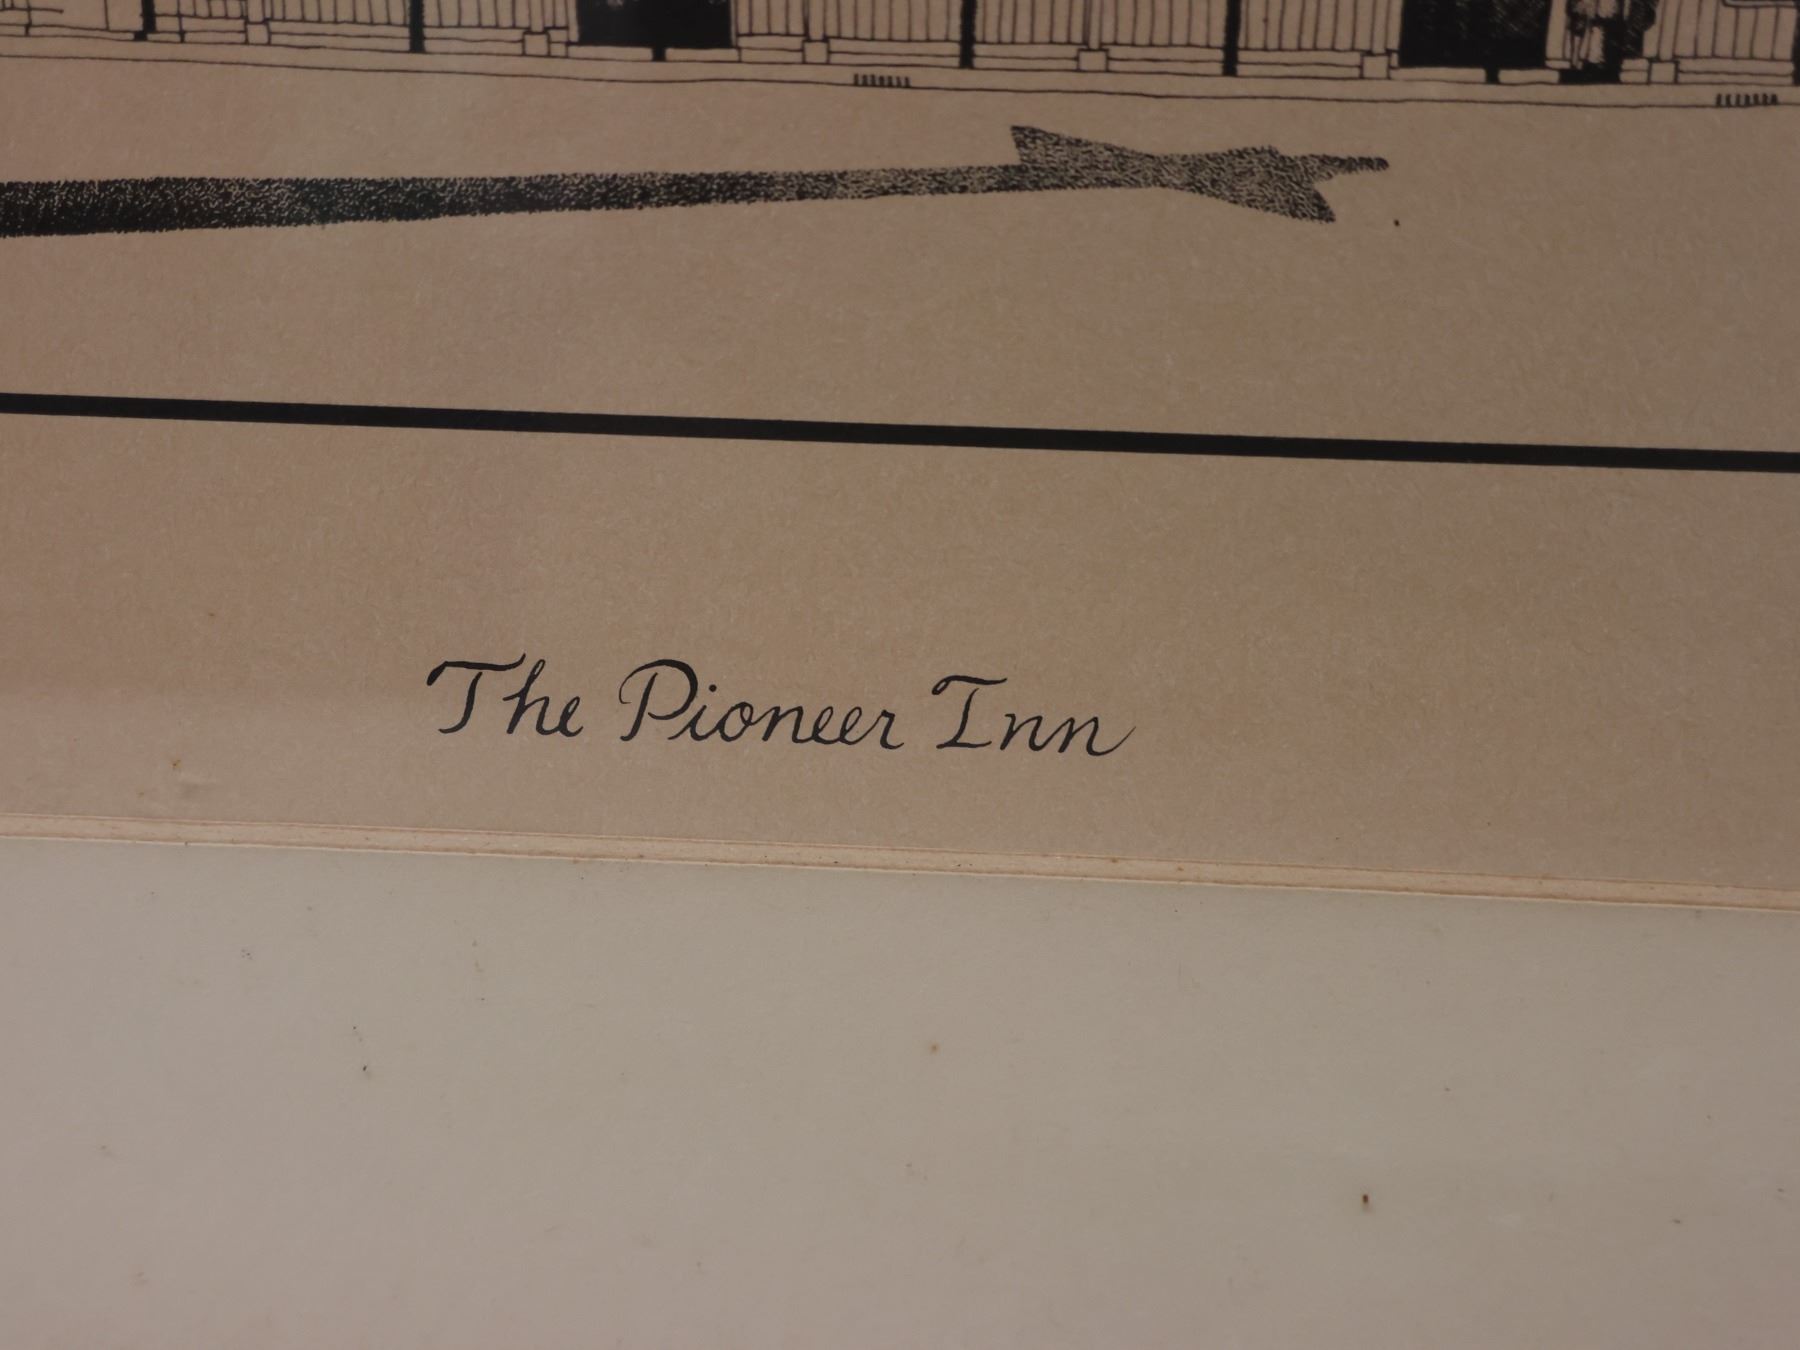 The Pioneer Inn